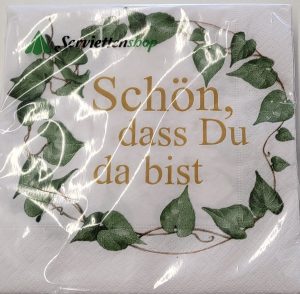 Serviettenshop
Schön,
dass Du
da bist